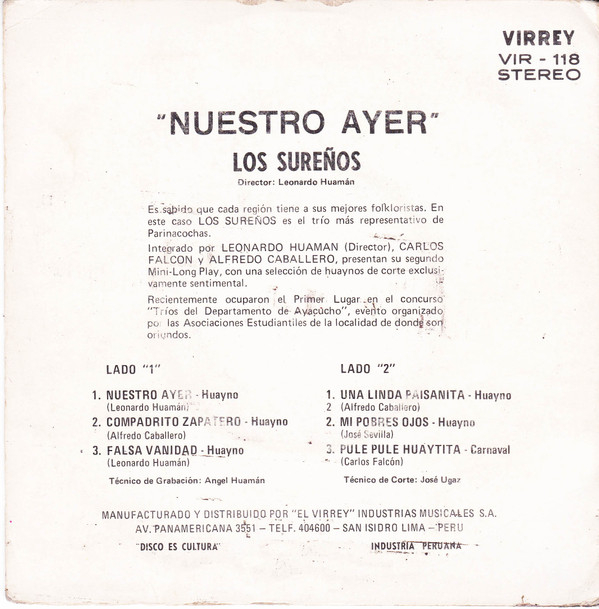 VIRREY
VIR - 118
STEREO
"NUESTRO AYER"
LOS SUREÑOS
Director: Leonardo Huamán
Es sabido que cada región tiene a sus mejores folkloristas. En
este caso LOS SUREÑOS es el trío más representativo de
Parinacochas.
Integrado por LEONARDO HUAMAN (Director), CARLOS
FALCON y ALFREDO CABALLERO, presentan su segundo
Mini-Long Play, con una selección de huaynos de corte exclusi-
vamente sentimental.
Recientemente ocuparon el Primer Lugar en el concurso
"Tríos del Departamento de Ayacucho", evento organizado
por las Asociaciones Estudiantiles de la localidad de donde son
oriundos.
LADO "1"
1. NUESTRO AYER - Huayno
(Leonardo Huamán)
2. COMPADRITO ZAPATERO - Huayno
(Alfredo Caballero)
3. FALSA VANIDAD - Huayno
(Leonardo Huamán)
Técnico de Grabación: Angel Huamán
LADO "2"
1. UNA LINDA PAISANITA - Huayno
2 (Alfredo Caballero)
2. MI POBRES OJOS - Huayno
(José Sevilla)
3. PULE PULE HUAYTITA - Carnaval
(Carlos Falcón)
Técnico de Corte: José Ugaz
MANUFACTURADO Y DISTRIBUIDO POR "EL VIRREY" INDUSTRIAS MUSICALES S.A.
AV. PANAMERICANA 3551 – TELF. 404600 – SAN ISIDRO LIMA – PERU
"DISCO ES CULTURA"
INDUSTRIA PERUANA